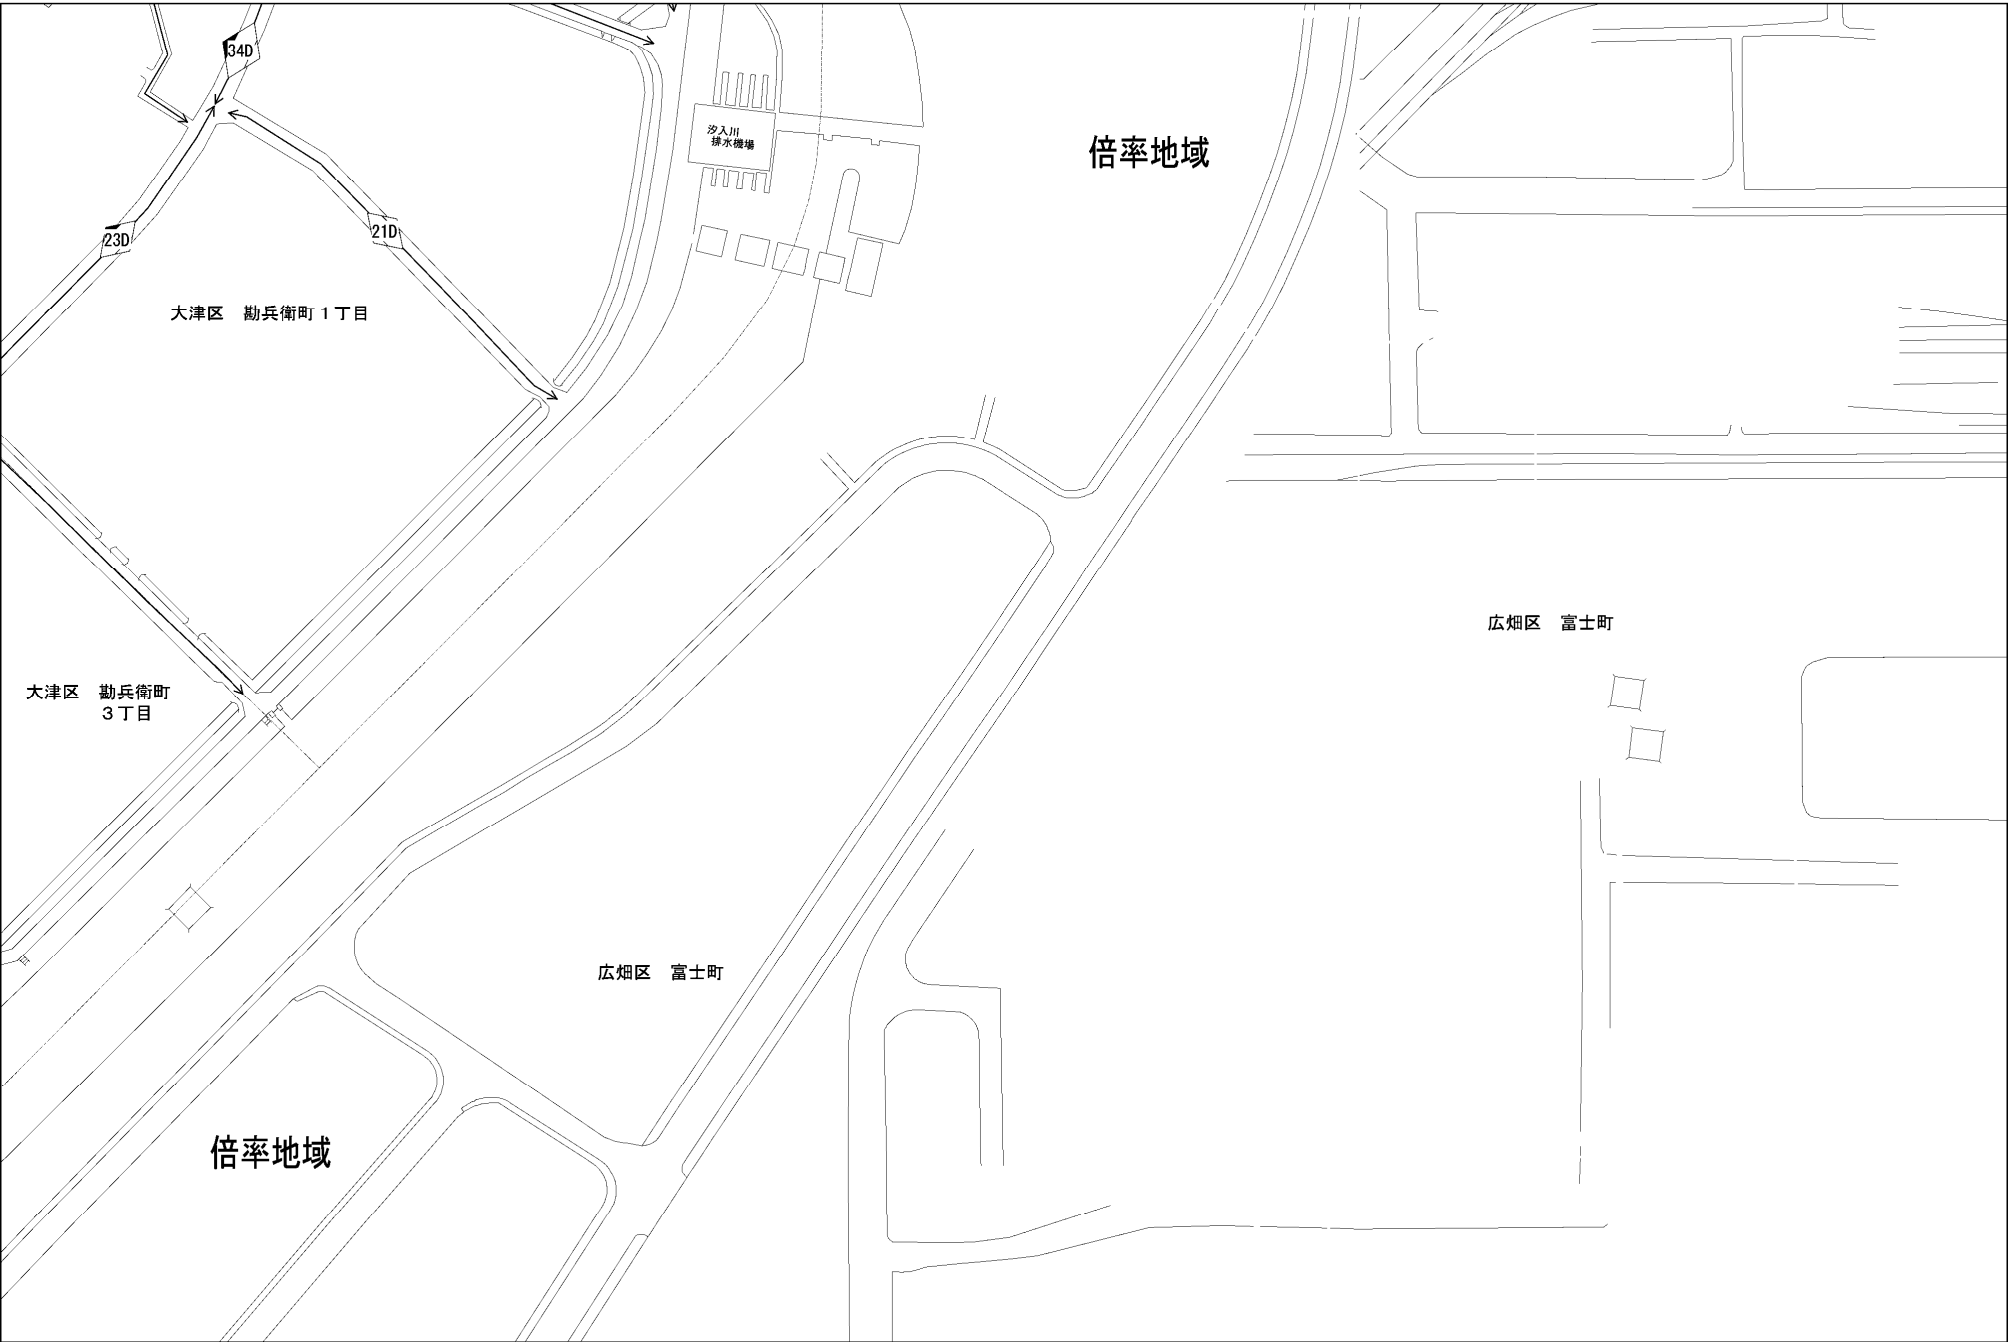 34D
汐入川
排水機場
倍率地域
23D
21D
大津区　勘兵衛町１丁目
広畑区　富士町
大津区　勘兵衛町
３丁目
広畑区　富士町
倍率地域